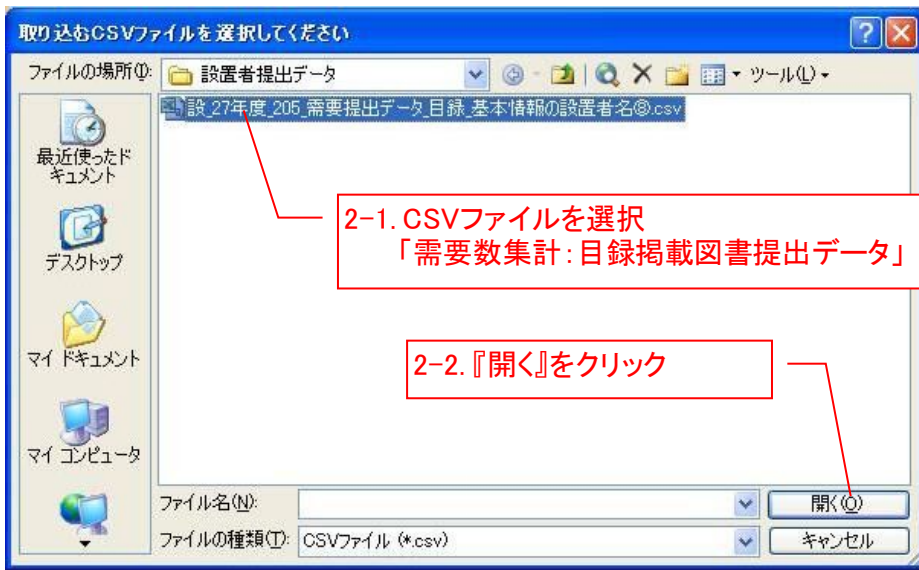 取り込むCSVファイルを選択してください
ファイルの場所(I):
設置者提出データ
ツール(L)
設_27年度_205_需要提出データ_目録_基本情報の設置者名⑧.csv
最近使ったド
キュメント
デスクトップ
マイ ドキュメント
マイ コンピュータ
2-1.CSVファイルを選択
「需要数集計:目録掲載図書提出データ」
2-2.『開く』をクリック
ファイル名(N):
開く(O)
ファイルの種類(T):
CSVファイル (*.csv)
キャンセル